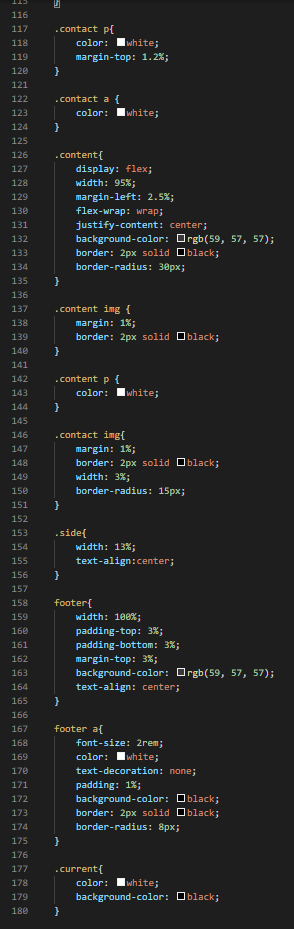 115 }
116
117 .contact p{
118 color: white;
119 margin-top: 1.2%;
120 }
121
122 .contact a {
123 color: white;
124 }
125
126 .content{
127 display: flex;
128 width: 95%;
129 margin-left: 2.5%;
130 flex-wrap: wrap;
131 justify-content: center;
132 background-color: rgb(59, 57, 57);
133 border: 2px solid black;
134 border-radius: 30px;
135 }
136
137 .content img {
138 margin: 1%;
139 border: 2px solid black;
140 }
141
142 .content p {
143 color: white;
144 }
145
146 .contact img{
147 margin: 1%;
148 border: 2px solid black;
149 width: 3%;
150 border-radius: 15px;
151 }
152
153 .side{
154 width: 13%;
155 text-align:center;
156 }
157
158 footer{
159 width: 100%;
160 padding-top: 3%;
161 padding-bottom: 3%;
162 margin-top: 3%;
163 background-color: rgb(59, 57, 57);
164 text-align: center;
165 }
166
167 footer a{
168 font-size: 2rem;
169 color: white;
170 text-decoration: none;
171 padding: 1%;
172 background-color: black;
173 border: 2px solid black;
174 border-radius: 8px;
175 }
176
177 .current{
178 color: white;
179 background-color: black;
180 }